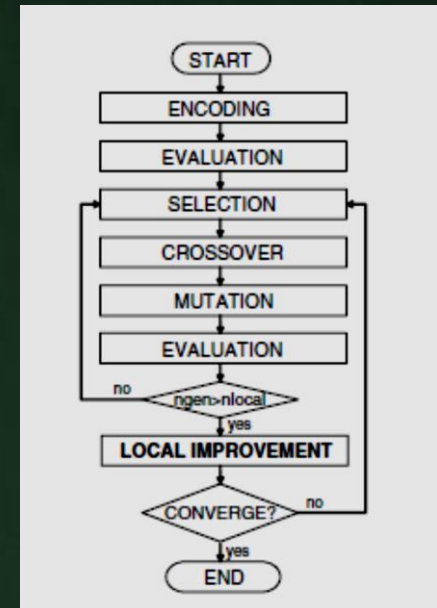 START
ENCODING
EVALUATION
SELECTION
CROSSOVER
MUTATION
EVALUATION
no
ngen>nlocal
yes
LOCAL IMPROVEMENT
CONVERGE?
no
yes
END